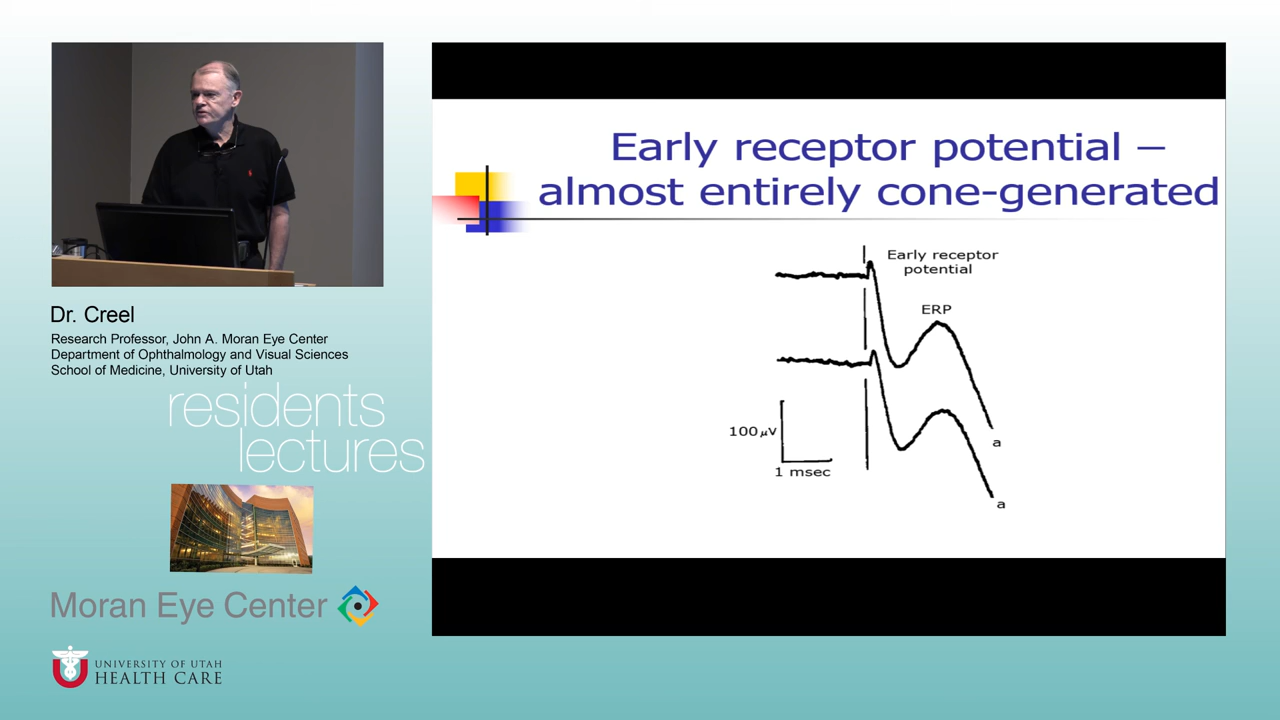 Dr. Creel
Research Professor, John A. Moran Eye Center
Department of Ophthalmology and Visual Sciences
School of Medicine, University of Utah
residents
lectures
Moran Eye Center
UNIVERSITY OF UTAH
HEALTH CARE
Early receptor potential –
almost entirely cone-generated
Early receptor
potential
ERP
a
100 µV
1 msec
a